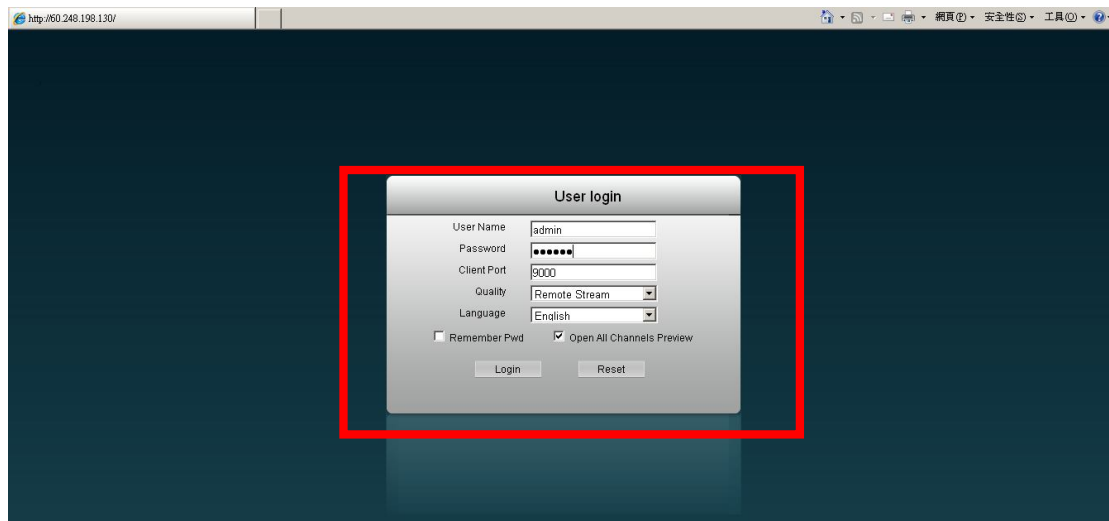 http://60.248.198.130/
網頁(P) 安全性(S) 工具(O)
User login
User Name admin
Password ●●●●●●
Client Port 9000
Quality Remote Stream
Language English
Remember Pwd Open All Channels Preview
Login Reset